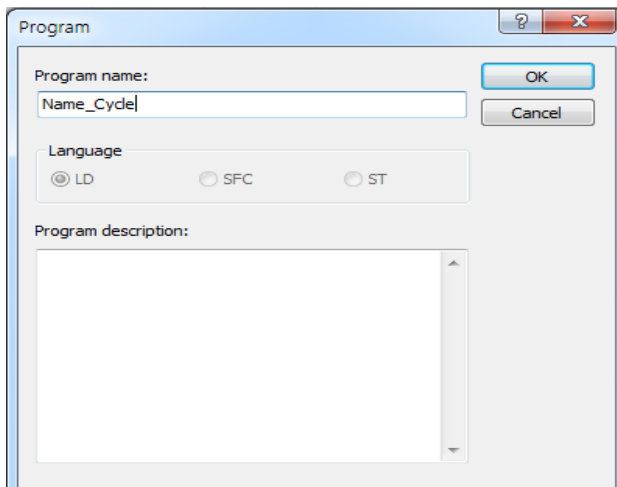 Program
?
X
Program name:
OK
Name_Cycle
Cancel
Language
LD SFC ST
Program description: